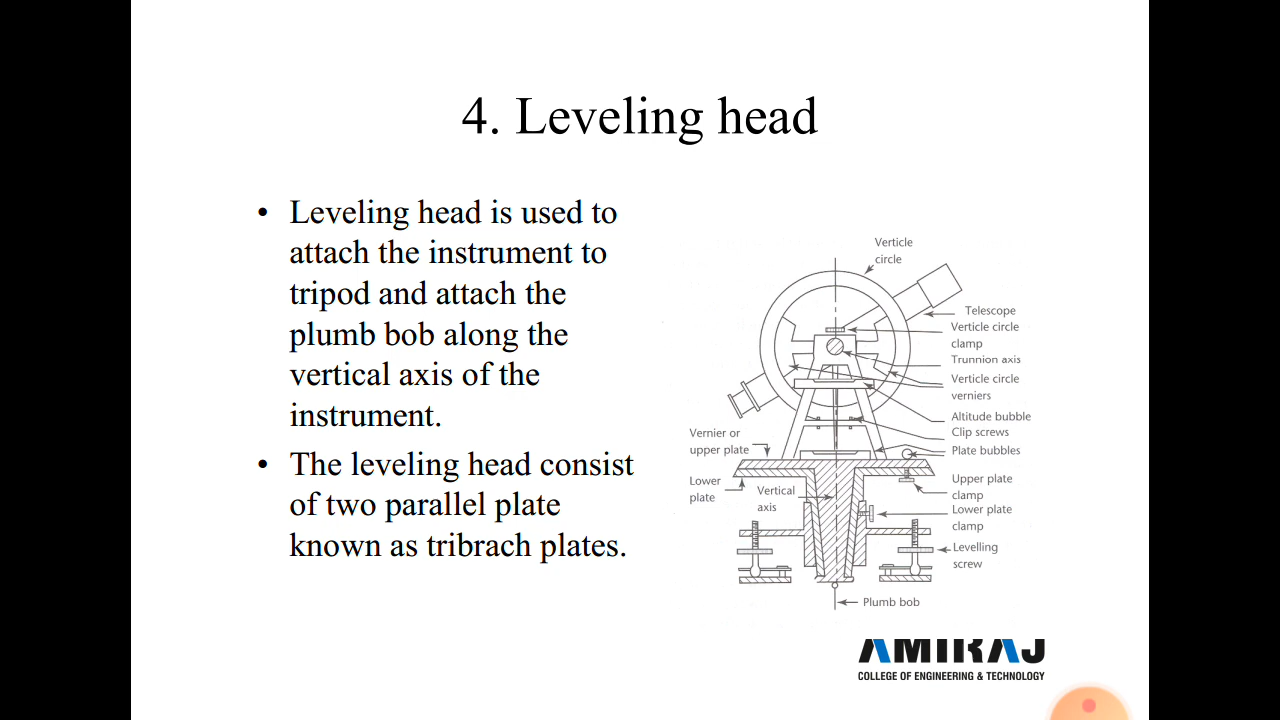 4. Leveling head
• Leveling head is used to
attach the instrument to
tripod and attach the
plumb bob along the
vertical axis of the
instrument.
• The leveling head consist
of two parallel plate
known as tribrach plates.
Verticle
circle
Telescope
Verticle circle
clamp
Trunnion axis
Verticle circle
verniers
Altitude bubble
Clip screws
Plate bubbles
Vernier or
upper plate
Lower
plate
Vertical
axis
Upper plate
clamp
Lower plate
clamp
Levelling
screw
Plumb bob
AMIRAJ
COLLEGE OF ENGINEERING & TECHNOLOGY